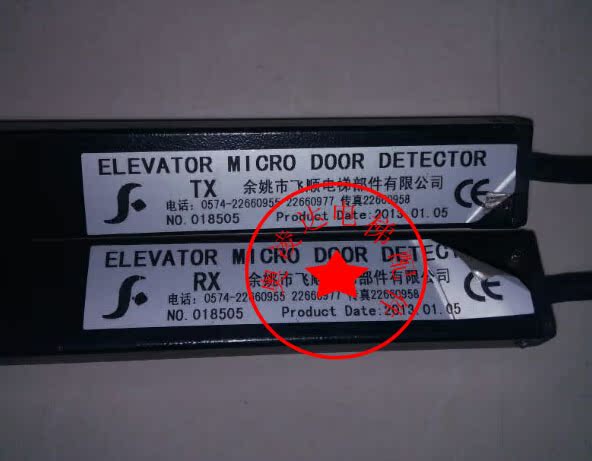 ELEVATOR MICRO DOOR DETECTOR
TX 余姚市飞顺电梯部件有限公司
电话: 0574-22660955 22660977 传真22660958
NO.018505 Product Date:2013.01.05
CE
ELEVATOR MICRO DOOR DETECTO
RX 余姚市飞顺部件有限公司
电话: 0574-22660955 22660977 传真22660958
NO.018505 Product Date:2013.01.05
CE